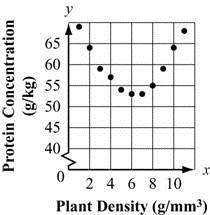 y
Protein Concentration
(g/kg)
65
60
55
50
45
40
0
2 4 6 8 10
x
Plant Density (g/mm³)